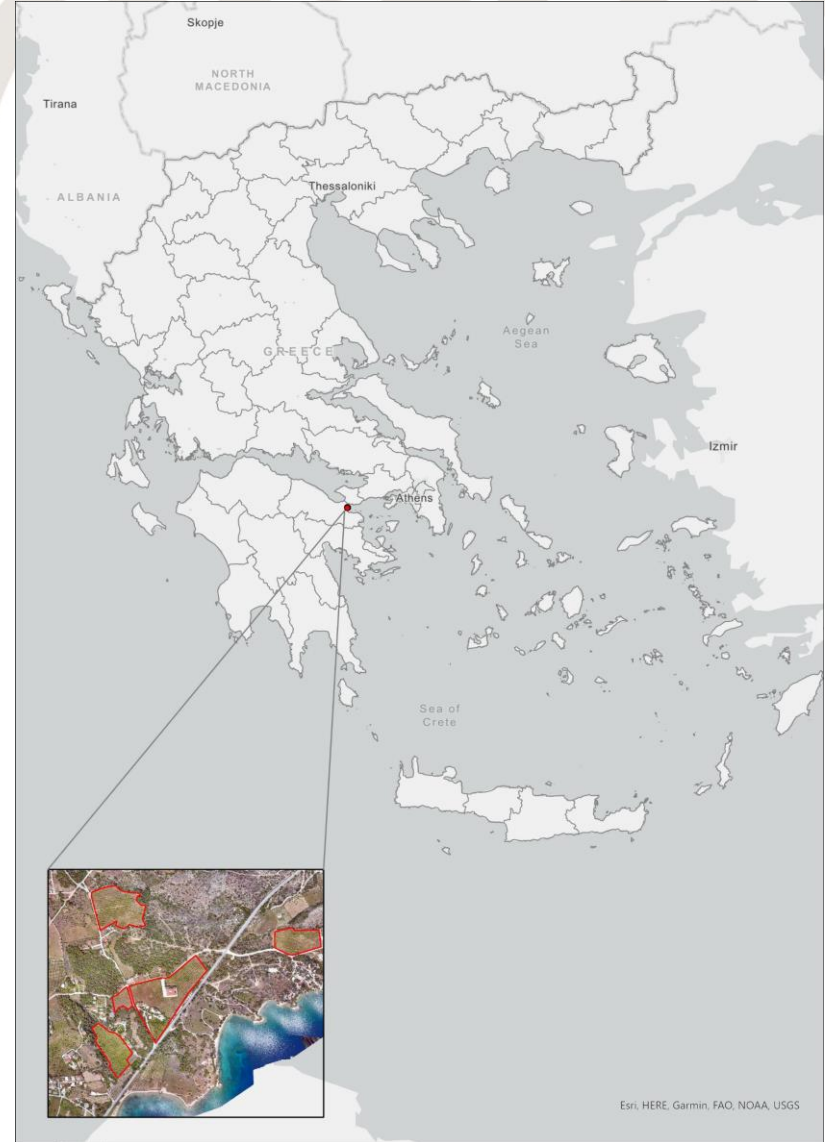 Skopje
NORTH
MACEDONIA
Tirana
ALBANIA
Thessaloniki
GREECE
Aegean
Sea
Izmir
Athens
Sea of
Crete
Esri, HERE, Garmin, FAO, NOAA, USGS